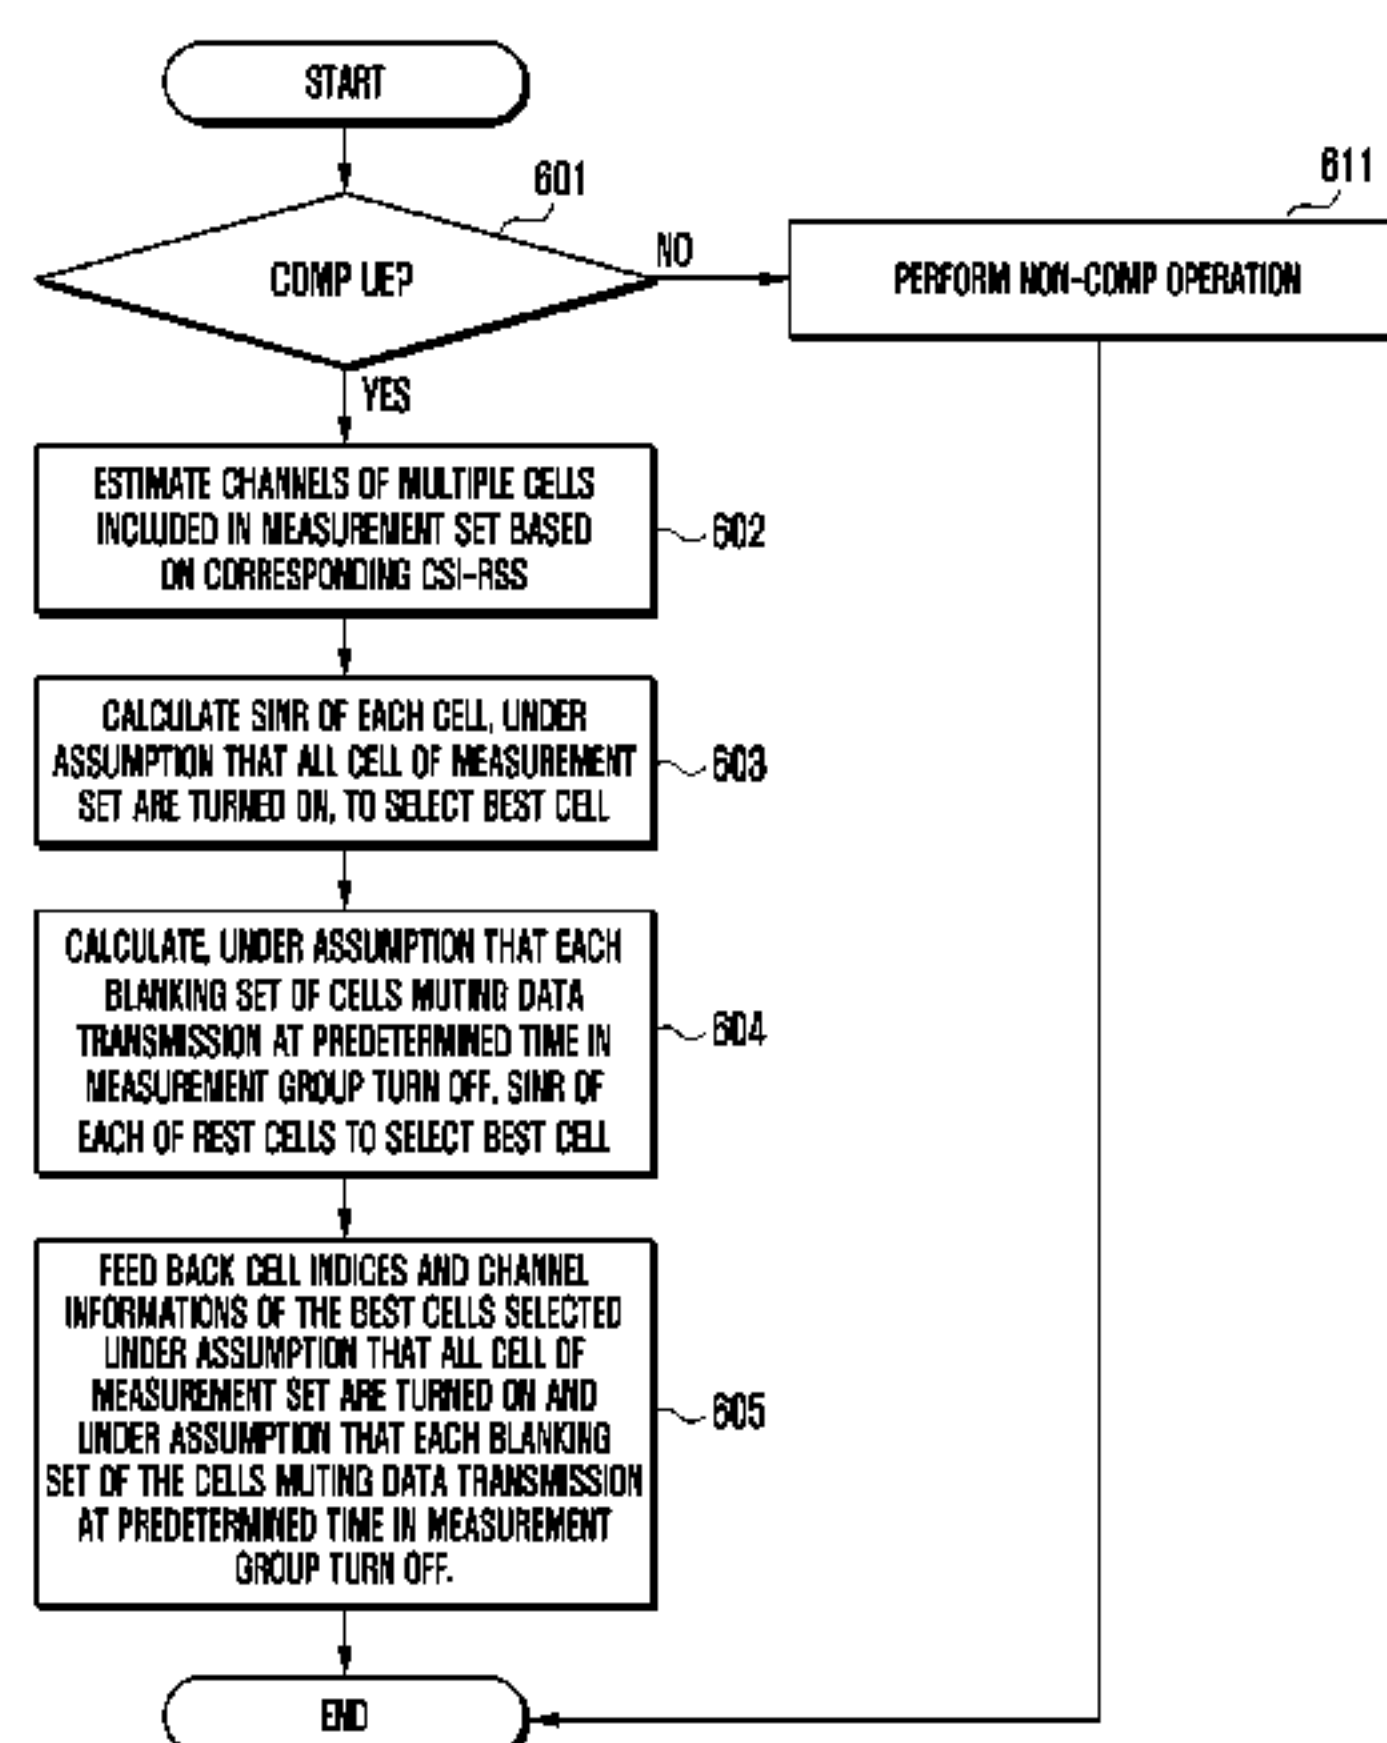 START
601
COMP UE?
NO
611
PERFORM NON-COMP OPERATION
YES
ESTIMATE CHANNELS OF MULTIPLE CELLS
INCLUDED IN MEASUREMENT SET BASED
ON CORRESPONDING CSI-RSS
602
CALCULATE SINR OF EACH CELL, UNDER
ASSUMPTION THAT ALL CELL OF MEASUREMENT
SET ARE TURNED ON, TO SELECT BEST CELL
603
CALCULATE, UNDER ASSUMPTION THAT EACH
BLANKING SET OF CELLS MUTING DATA
TRANSMISSION AT PREDETERMINED TIME IN
MEASUREMENT GROUP TURN OFF, SINR OF
EACH OF REST CELLS TO SELECT BEST CELL
604
FEED BACK CELL INDICES AND CHANNEL
INFORMATIONS OF THE BEST CELLS SELECTED
UNDER ASSUMPTION THAT ALL CELL OF
MEASUREMENT SET ARE TURNED ON AND
UNDER ASSUMPTION THAT EACH BLANKING
SET OF THE CELLS MUTING DATA TRANSMISSION
AT PREDETERMINED TIME IN MEASUREMENT
GROUP TURN OFF.
605
END